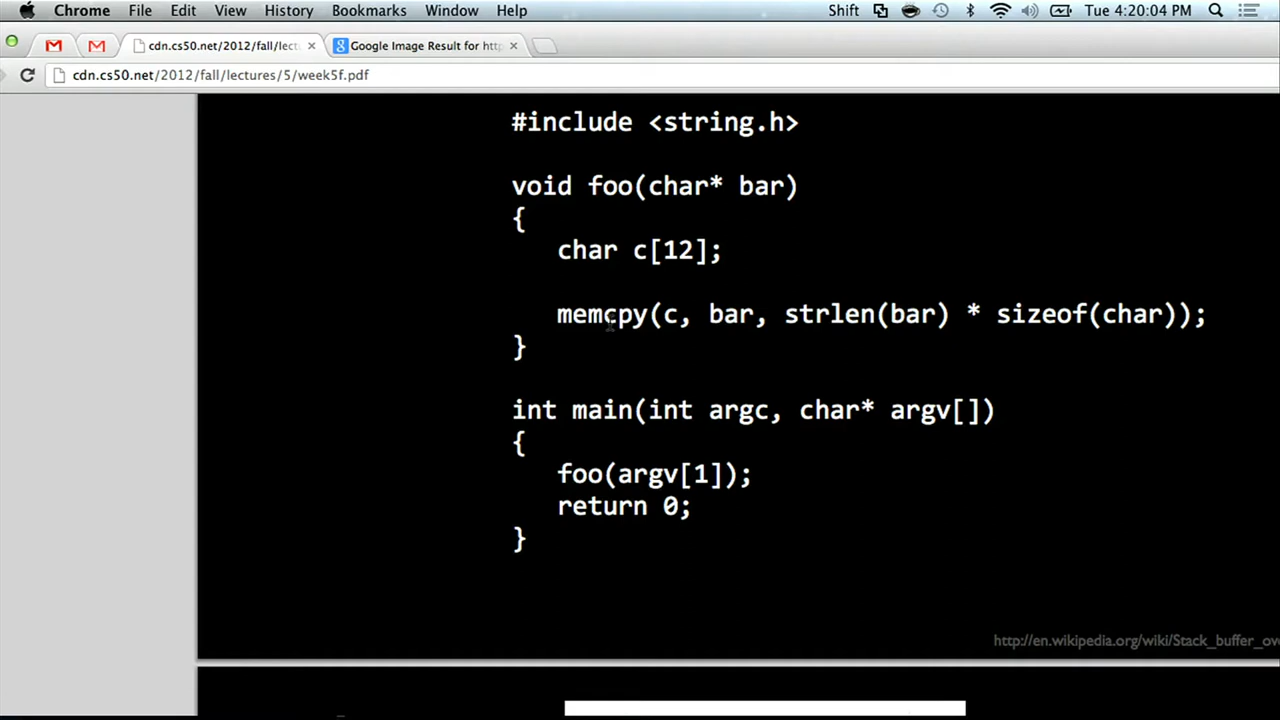 Chrome File Edit View History Bookmarks Window Help Shift Tue 4:20:04 PM
cdn.cs50.net/2012/fall/lect Google Image Result for http
cdn.cs50.net/2012/fall/lectures/5/week5f.pdf
#include <string.h>
void foo(char* bar)
{
char c[12];
memcpy(c, bar, strlen(bar) * sizeof(char));
}
int main(int argc, char* argv[])
{
foo(argv[1]);
return 0;
}
http://en.wikipedia.org/wiki/Stack_buffer_ov